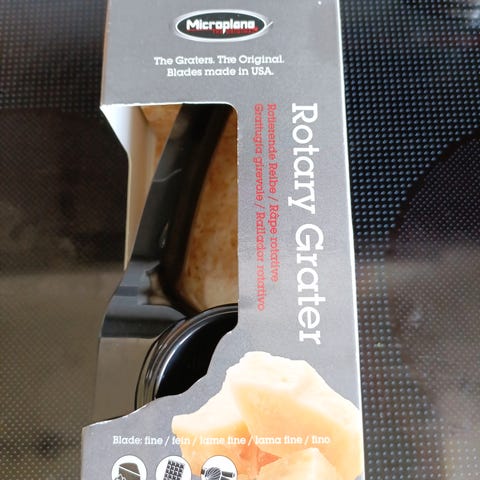 Microplane
The Graters. The Original.
Blades made in USA.
Rotary Grater
Rotierende Reibe / Râpe rotative
Grattugia girevole / Rallador rotativo
Blade: fine / fein / lame fine / lama fine / fino